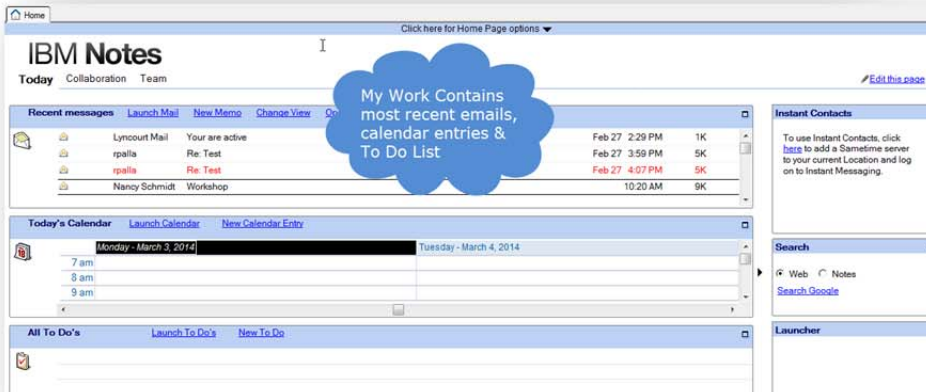 Home
Click here for Home Page options
IBM Notes
Today Collaboration Team
Edit this page
Recent messages Launch Mail New Memo Change View
My Work Contains
most recent emails,
calendar entries &
To Do List
Lyncourt Mail Your are active Feb 27 2:29 PM 1K
rpalla Re: Test Feb 27 3:59 PM 5K
rpalla Re: Test Feb 27 4:07 PM 5K
Nancy Schmidt Workshop 10:20 AM 9K
Instant Contacts
To use Instant Contacts, click
here to add a Sametime server
to your current Location and log
on to Instant Messaging.
Today's Calendar Launch Calendar New Calendar Entry
Monday - March 3, 2014 Tuesday - March 4, 2014
7 am
8 am
9 am
Search
Web Notes
Search Google
All To Do's Launch To Do's New To Do
Launcher